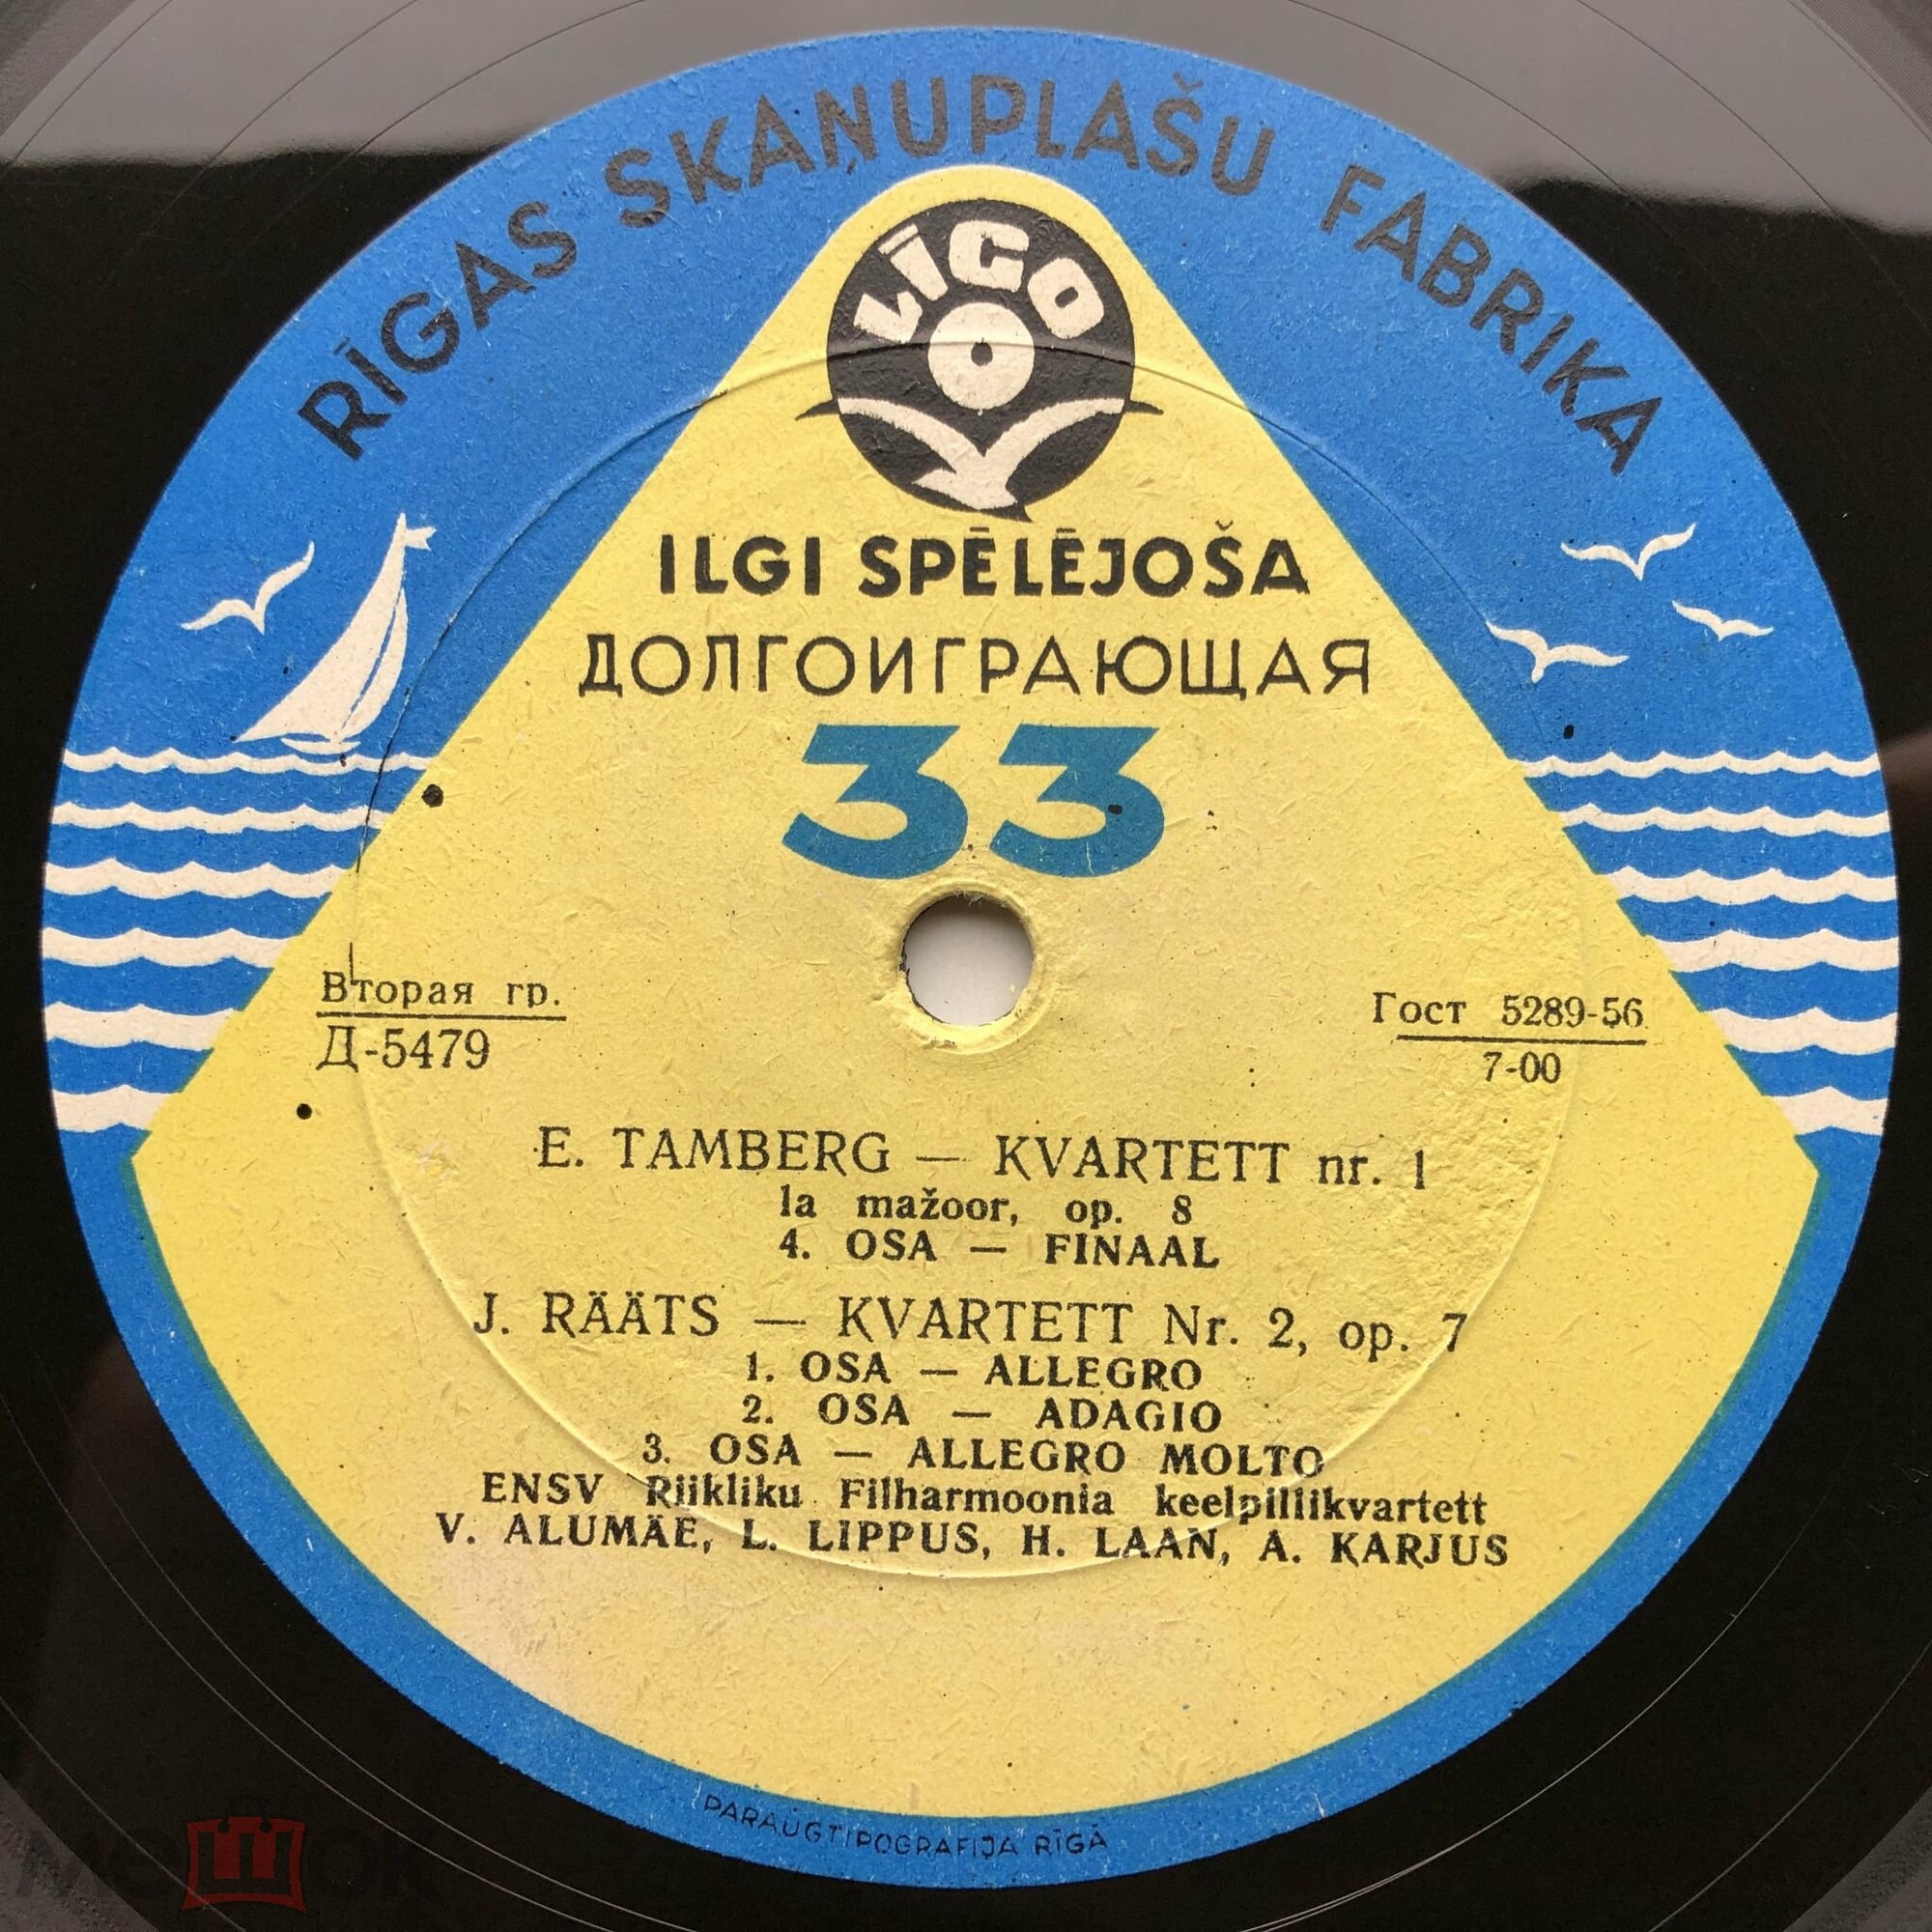 RĪGAS SKAŅUPLAŠU FABRIKA
LĪGO
ILGI SPĒLĒJOŠA
ДОЛГОИГРАЮЩАЯ
33
Вторая гр.
Д-5479
Гост 5289-56
7-00
E. TAMBERG — KVARTETT nr. 1
la mažoor, op. 8
4. OSA — FINAAL
J. RÄÄTS — KVARTETT Nr. 2, op. 7
1. OSA — ALLEGRO
2. OSA — ADAGIO
3. OSA — ALLEGRO MOLTO
ENSV Riikliku Filharmoonia keelpillikvartett
V. ALUMÄE, L. LIPPUS, H. LAAN, A. KARJUS
PARAUGTIPOGRAFIJA RĪGĀ
мешок